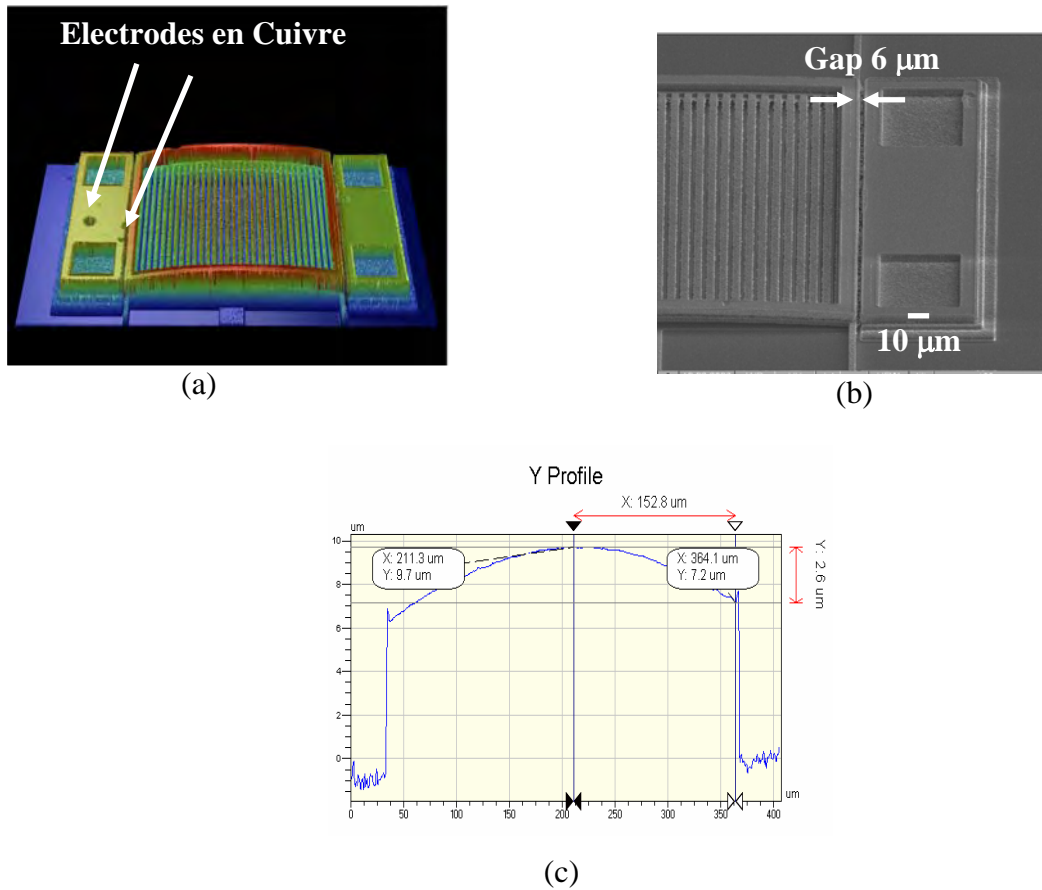 Electrodes en Cuivre
(a)
Gap 6 μm
10 μm
(b)
Y Profile
X: 152.8 um
um
X: 211.3 um
Y: 9.7 um
X: 364.1 um
Y: 7.2 um
Y: 2.6 um
10
8
6
4
2
0
0 50 100 150 200 250 300 350 400
um
(c)